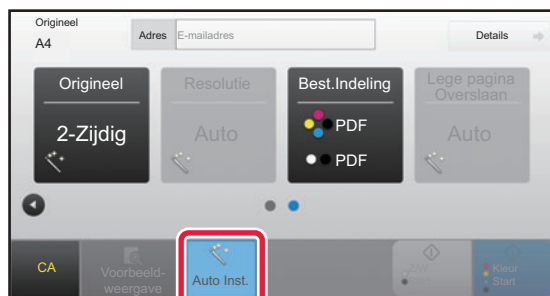 Origineel
A4
Adres
E-mailadres
Details
Origineel
2-Zijdig
Resolutie
Auto
Best.Indeling
PDF
PDF
Lege pagina
Overslaan
Auto
CA
Voorbeeld-
weergave
Auto Inst.
Z/W
Start
Kleur
Start